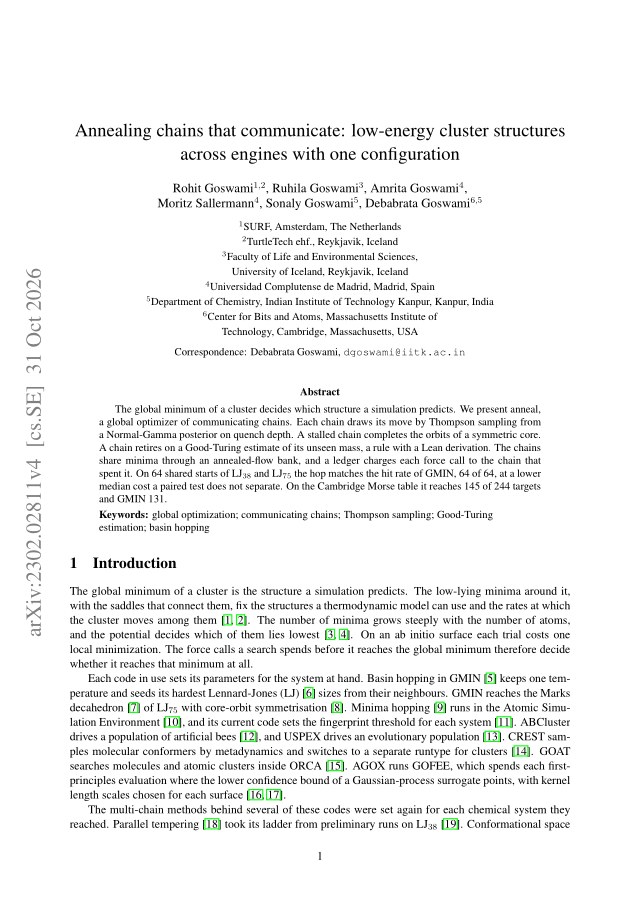 Annealing chains that communicate: low-energy cluster structures
across engines with one configuration
Rohit Goswami1,2, Ruhila Goswami3, Amrita Goswami4,
Moritz Sallermann4, Sonaly Goswami5, Debabrata Goswami6,5
1SURF, Amsterdam, The Netherlands
2TurtleTech ehf., Reykjavik, Iceland
3Faculty of Life and Environmental Sciences,
University of Iceland, Reykjavik, Iceland
4Universidad Complutense de Madrid, Madrid, Spain
5Department of Chemistry, Indian Institute of Technology Kanpur, Kanpur, India
6Center for Bits and Atoms, Massachusetts Institute of
Technology, Cambridge, Massachusetts, USA
Correspondence: Debabrata Goswami, dgoswami@iitk.ac.in
arXiv:2302.02811v4 [cs.SE] 31 Oct 2026
Abstract
The global minimum of a cluster decides which structure a simulation predicts. We present anneal,
a global optimizer of communicating chains. Each chain draws its move by Thompson sampling from
a Normal-Gamma posterior on quench depth. A stalled chain completes the orbits of a symmetric core.
A chain retires on a Good-Turing estimate of its unseen mass, a rule with a Lean derivation. The chains
share minima through an annealed-flow bank, and a ledger charges each force call to the chain that
spent it. On 64 shared starts of LJ38 and LJ75 the hop matches the hit rate of GMIN, 64 of 64, at a lower
median cost a paired test does not separate. On the Cambridge Morse table it reaches 145 of 244 targets
and GMIN 131.
Keywords: global optimization; communicating chains; Thompson sampling; Good-Turing
estimation; basin hopping
1 Introduction
The global minimum of a cluster is the structure a simulation predicts. The low-lying minima around it,
with the saddles that connect them, fix the structures a thermodynamic model can use and the rates at which
the cluster moves among them [1, 2]. The number of minima grows steeply with the number of atoms,
and the potential decides which of them lies lowest [3, 4]. On an ab initio surface each trial costs one
local minimization. The force calls a search spends before it reaches the global minimum therefore decide
whether it reaches that minimum at all.
Each code in use sets its parameters for the system at hand. Basin hopping in GMIN [5] keeps one tem-
perature and seeds its hardest Lennard-Jones (LJ) [6] sizes from their neighbours. GMIN reaches the Marks
decahedron [7] of LJ75 with core-orbit symmetrisation [8]. Minima hopping [9] runs in the Atomic Simu-
lation Environment [10], and its current code sets the fingerprint threshold for each system [11]. ABCluster
drives a population of artificial bees [12], and USPEX drives an evolutionary population [13]. CREST sam-
ples molecular conformers by metadynamics and switches to a separate runtype for clusters [14]. GOAT
searches molecules and atomic clusters inside ORCA [15]. AGOX runs GOFEE, which spends each first-
principles evaluation where the lower confidence bound of a Gaussian-process surrogate points, with kernel
length scales chosen for each surface [16, 17].
The multi-chain methods behind several of these codes were set again for each chemical system they
reached. Parallel tempering [18] took its ladder from preliminary runs on LJ38 [19]. Conformational space
1